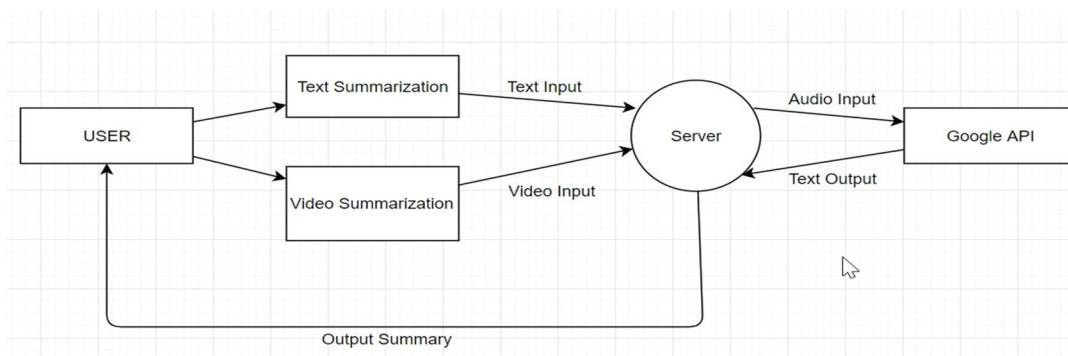 Text Summarization
Text Input
Audio Input
USER
Server
Google API
Video Summarization
Video Input
Text Output
Output Summary